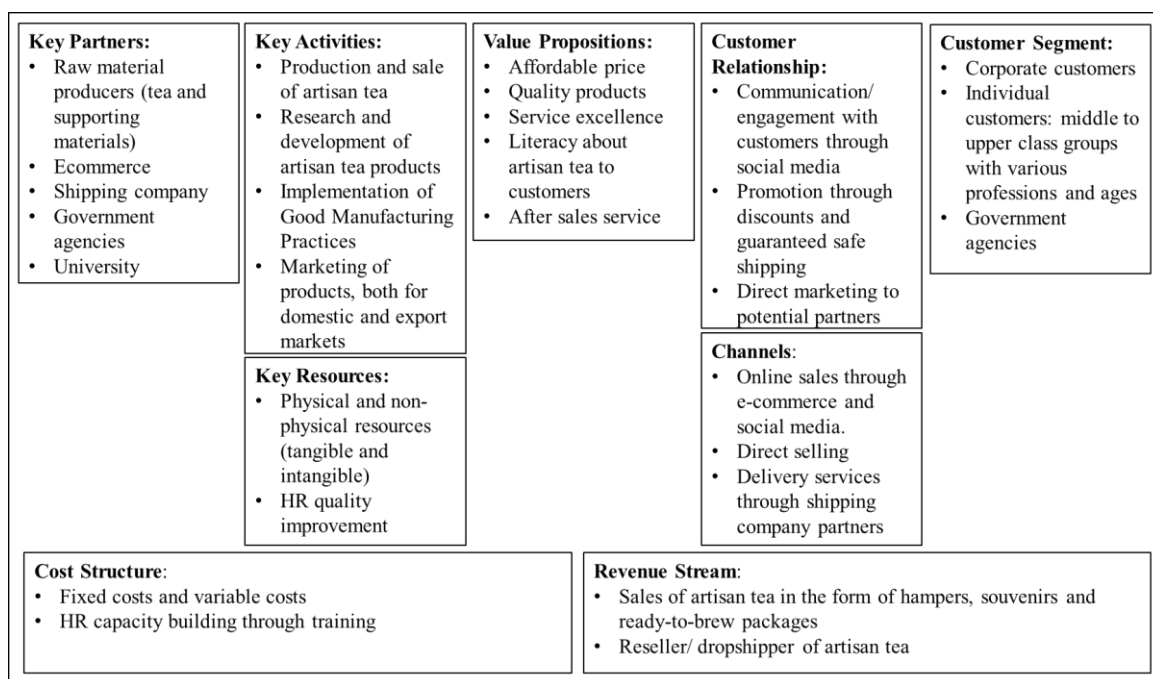 Key Partners:
• Raw material
producers (tea and
supporting
materials)
• Ecommerce
• Shipping company
• Government
agencies
• University
Key Activities:
• Production and sale
of artisan tea
• Research and
development of
artisan tea products
• Implementation of
Good Manufacturing
Practices
• Marketing of
products, both for
domestic and export
markets
Key Resources:
• Physical and non-
physical resources
(tangible and
intangible)
• HR quality
improvement
Value Propositions:
• Affordable price
• Quality products
• Service excellence
• Literacy about
artisan tea to
customers
• After sales service
Customer
Relationship:
• Communication/
engagement with
customers through
social media
• Promotion through
discounts and
guaranteed safe
shipping
• Direct marketing to
potential partners
Channels:
• Online sales through
e-commerce and
social media.
• Direct selling
• Delivery services
through shipping
company partners
Customer Segment:
• Corporate customers
• Individual
customers: middle to
upper class groups
with various
professions and ages
• Government
agencies
Cost Structure:
• Fixed costs and variable costs
• HR capacity building through training
Revenue Stream:
• Sales of artisan tea in the form of hampers, souvenirs and
ready-to-brew packages
• Reseller/ dropshipper of artisan tea